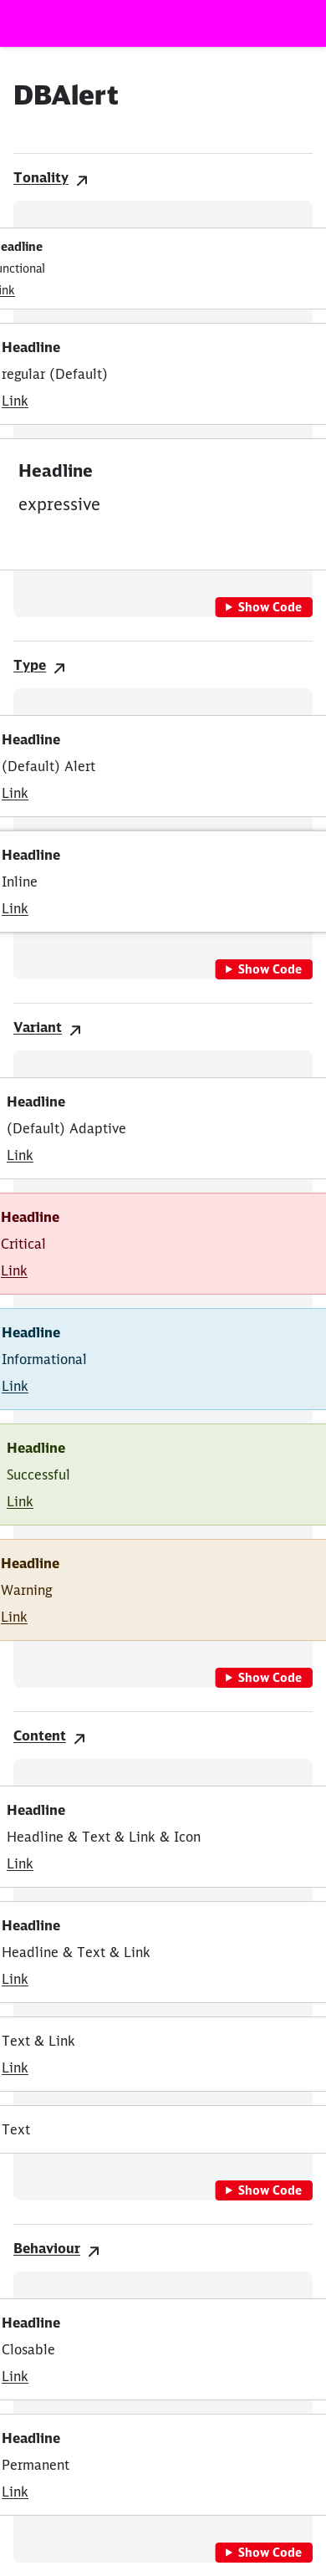 DBAlert
Tonality
eadline
unctional
ink
Headline
regular (Default)
Link
Headline
expressive
Show Code
Type
Headline
(Default) Alert
Link
Headline
Inline
Link
Show Code
Variant
Headline
(Default) Adaptive
Link
Headline
Critical
Link
Headline
Informational
Link
Headline
Successful
Link
Headline
Warning
Link
Show Code
Content
Headline
Headline & Text & Link & Icon
Link
Headline
Headline & Text & Link
Link
Text & Link
Link
Text
Show Code
Behaviour
Headline
Closable
Link
Headline
Permanent
Link
Show Code